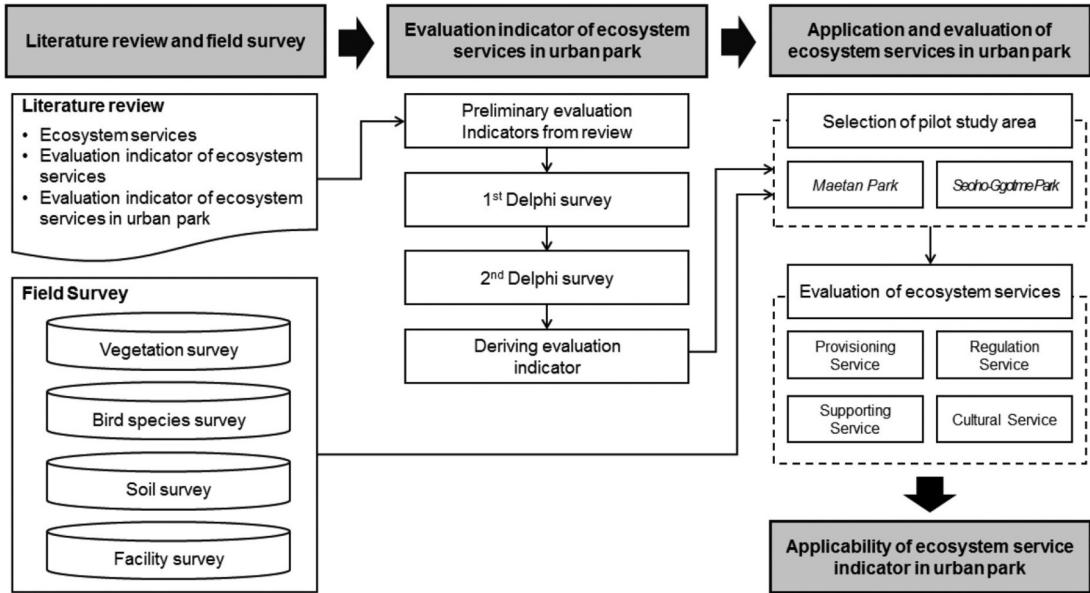 Literature review and field survey
Literature review
• Ecosystem services
• Evaluation indicator of ecosystem
services
• Evaluation indicator of ecosystem
services in urban park
Field Survey
Vegetation survey
Bird species survey
Soil survey
Facility survey
Evaluation indicator of ecosystem
services in urban park
Preliminary evaluation
Indicators from review
1st Delphi survey
2nd Delphi survey
Deriving evaluation
indicator
Application and evaluation of
ecosystem services in urban park
Selection of pilot study area
Maetan Park
Seoho-Ggotme Park
Evaluation of ecosystem services
Provisioning
Service
Regulation
Service
Supporting
Service
Cultural Service
Applicability of ecosystem service
indicator in urban park